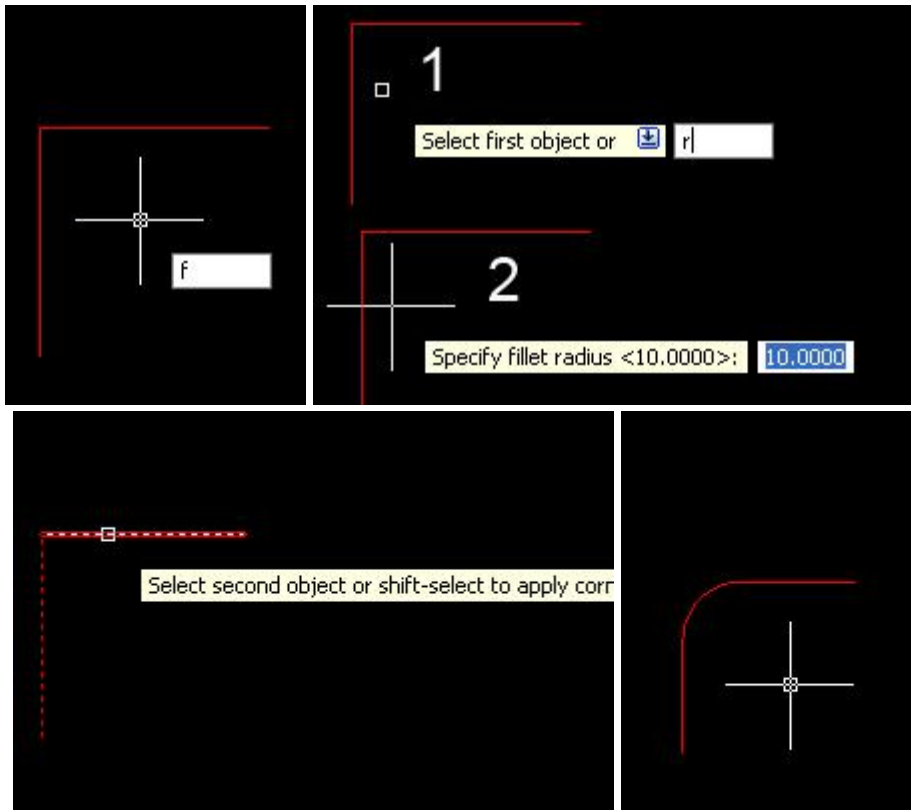 f
1
Select first object or r
2
Specify fillet radius <10.0000>: 10.0000
Select second object or shift-select to apply corr